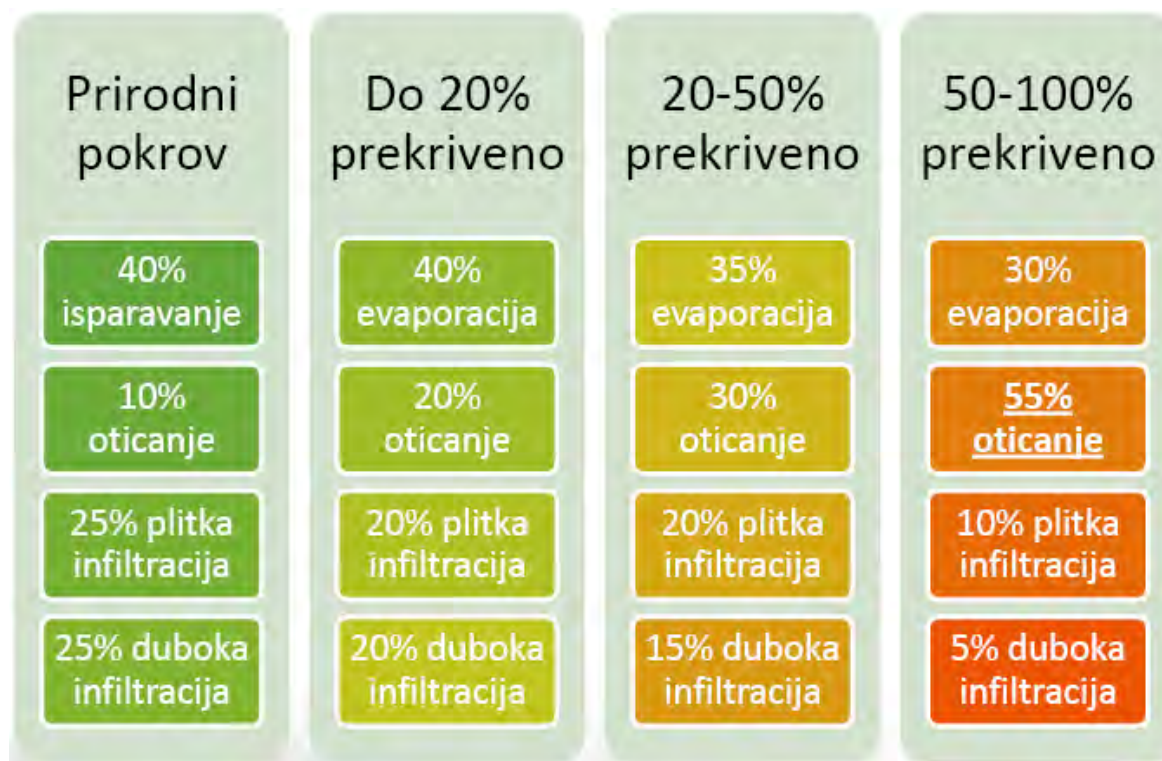 Prirodni
pokrov
40%
isparavanje
10%
oticanje
25% plitka
infiltracija
25% duboka
infiltracija
Do 20%
prekriveno
40%
evaporacija
20%
oticanje
20% plitka
infiltracija
20% duboka
infiltracija
20-50%
prekriveno
35%
evaporacija
30%
oticanje
20% plitka
infiltracija
15% duboka
infiltracija
50-100%
prekriveno
30%
evaporacija
55%
oticanje
10% plitka
infiltracija
5% duboka
infiltracija